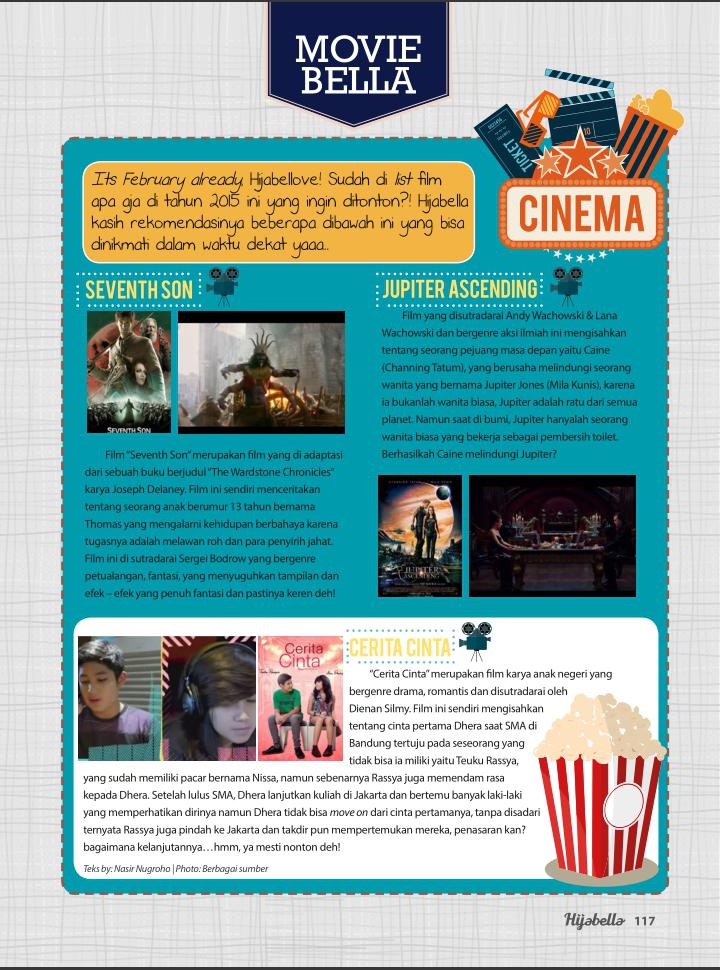 MOVIE
BELLA
TICKET
10
CINEMA
Its February already, Hijabellove! Sudah di list film
apa aja di tahun 2015 ini yang ingin ditonton?! Hijabella
kasih rekomendasinya beberapa dibawah ini yang bisa
dinikmati dalam waktu dekat yaaa..
SEVENTH SON
SEVENTH SON
Film "Seventh Son" merupakan film yang di adaptasi
dari sebuah buku berjudul "The Wardstone Chronicles"
karya Joseph Delaney. Film ini sendiri menceritakan
tentang seorang anak berumur 13 tahun bernama
Thomas yang mengalami kehidupan berbahaya karena
tugasnya adalah melawan roh dan para penyirih jahat.
Film ini di sutradarai Sergei Bodrow yang bergenre
petualangan, fantasi, yang menyuguhkan tampilan dan
efek – efek yang penuh fantasi dan pastinya keren deh!
JUPITER ASCENDING
Film yang disutradarai Andy Wachowski & Lana
Wachowski dan bergenre aksi ilmiah ini mengisahkan
tentang seorang pejuang masa depan yaitu Caine
(Channing Tatum), yang berusaha melindungi seorang
wanita yang bernama Jupiter Jones (Mila Kunis), karena
ia bukanlah wanita biasa, Jupiter adalah ratu dari semua
planet. Namun saat di bumi, Jupiter hanyalah seorang
wanita biasa yang bekerja sebagai pembersih toilet.
Berhasilkah Caine melindungi Jupiter?
JUPITER
ASCENDING
Cerita
Cinta
CERITA CINTA
"Cerita Cinta" merupakan film karya anak negeri yang
bergenre drama, romantis dan disutradarai oleh
Dienan Silmy. Film ini sendiri mengisahkan
tentang cinta pertama Dhera saat SMA di
Bandung tertuju pada seseorang yang
tidak bisa ia miliki yaitu Teuku Rassya,
yang sudah memiliki pacar bernama Nissa, namun sebenarnya Rassya juga memendam rasa
kepada Dhera. Setelah lulus SMA, Dhera lanjutkan kuliah di Jakarta dan bertemu banyak laki-laki
yang memperhatikan dirinya namun Dhera tidak bisa move on dari cinta pertamanya, tanpa disadari
ternyata Rassya juga pindah ke Jakarta dan takdir pun mempertemukan mereka, penasaran kan?
bagaimana kelanjutannya…hmm, ya mesti nonton deh!
Teks by: Nasir Nugroho | Photo: Berbagai sumber
Hijabella 117